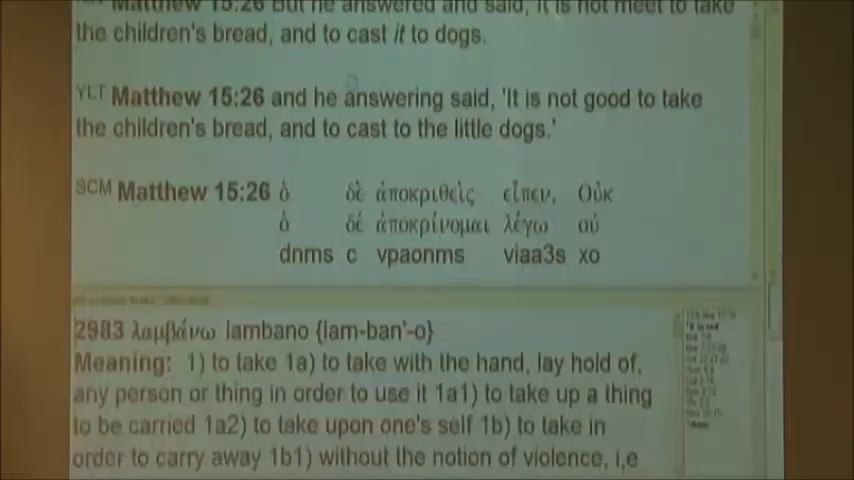 Matthew 15:26 But he answered and said, It is not meet to take
the children's bread, and to cast it to dogs.
YLT Matthew 15:26 and he answering said, 'It is not good to take
the children's bread, and to cast to the little dogs.'
SCM Matthew 15:26 ὁ δὲ ἀποκριθεὶς εἶπεν, Οὐκ
ὁ δέ ἀποκρίνομαι λέγω οὐ
dnms c vpaonms viaa3s xo
2983 λαμβάνω lambano {lam-ban'-o}
Meaning: 1) to take 1a) to take with the hand, lay hold of,
any person or thing in order to use it 1a1) to take up a thing
to be carried 1a2) to take upon one's self 1b) to take in
order to carry away 1b1) without the notion of violence, i,e